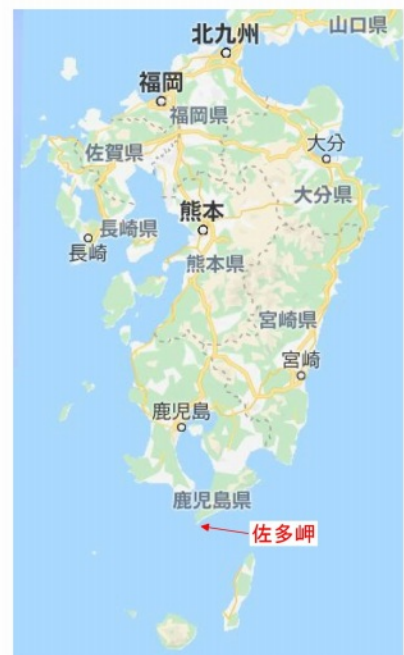 山口県
北九州
福岡
福岡県
大分
佐賀県
大分県
熊本
長崎県
長崎
熊本県
宮崎県
宮崎
鹿児島
鹿児島県
佐多岬